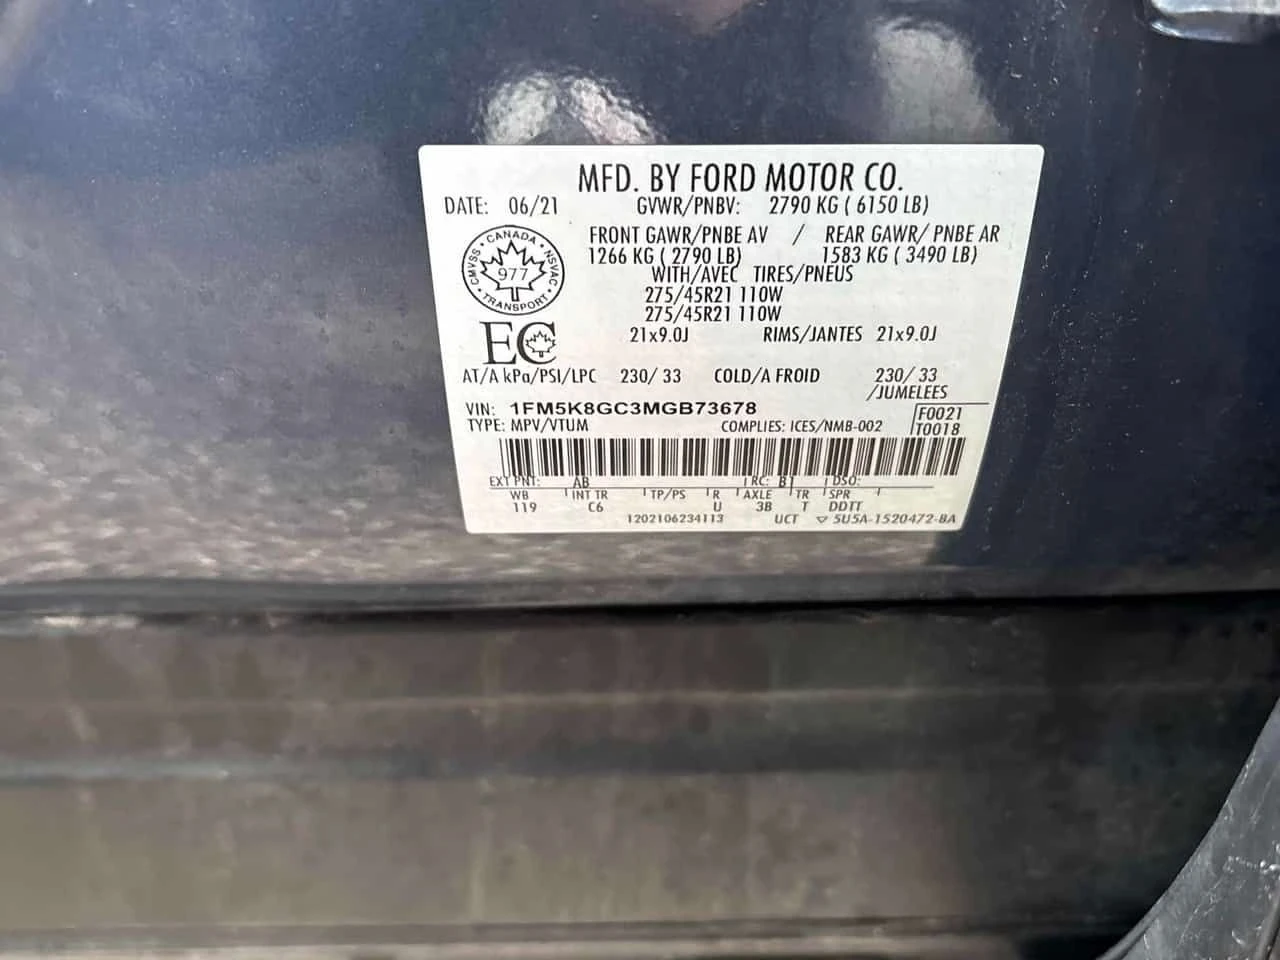 MFD. BY FORD MOTOR CO.
DATE: 06/21 GVWR/PNBV: 2790 KG ( 6150 LB)
FRONT GAWR/PNBE AV / REAR GAWR/ PNBE AR
1266 KG ( 2790 LB) 1583 KG ( 3490 LB)
WITH/AVEC TIRES/PNEUS
275/45R21 110W
275/45R21 110W
CANADA · NSVAC · TRANSPORT · CMVSS
977
EC
21x9.0J RIMS/JANTES 21x9.0J
AT/A kPa/PSI/LPC 230/ 33 COLD/A FROID 230/ 33
/JUMELEES
VIN: 1FM5K8GC3MGB73678 F0021
TYPE: MPV/VTUM COMPLIES: ICES/NMB-002 T0018
EXT PNT: AB RC: B1 DSO:
WB INT TR TP/PS R AXLE TR SPR
119 C6 U 3B T DDTT
1202106234113 UCT ▽ 5U5A-1520472-BA